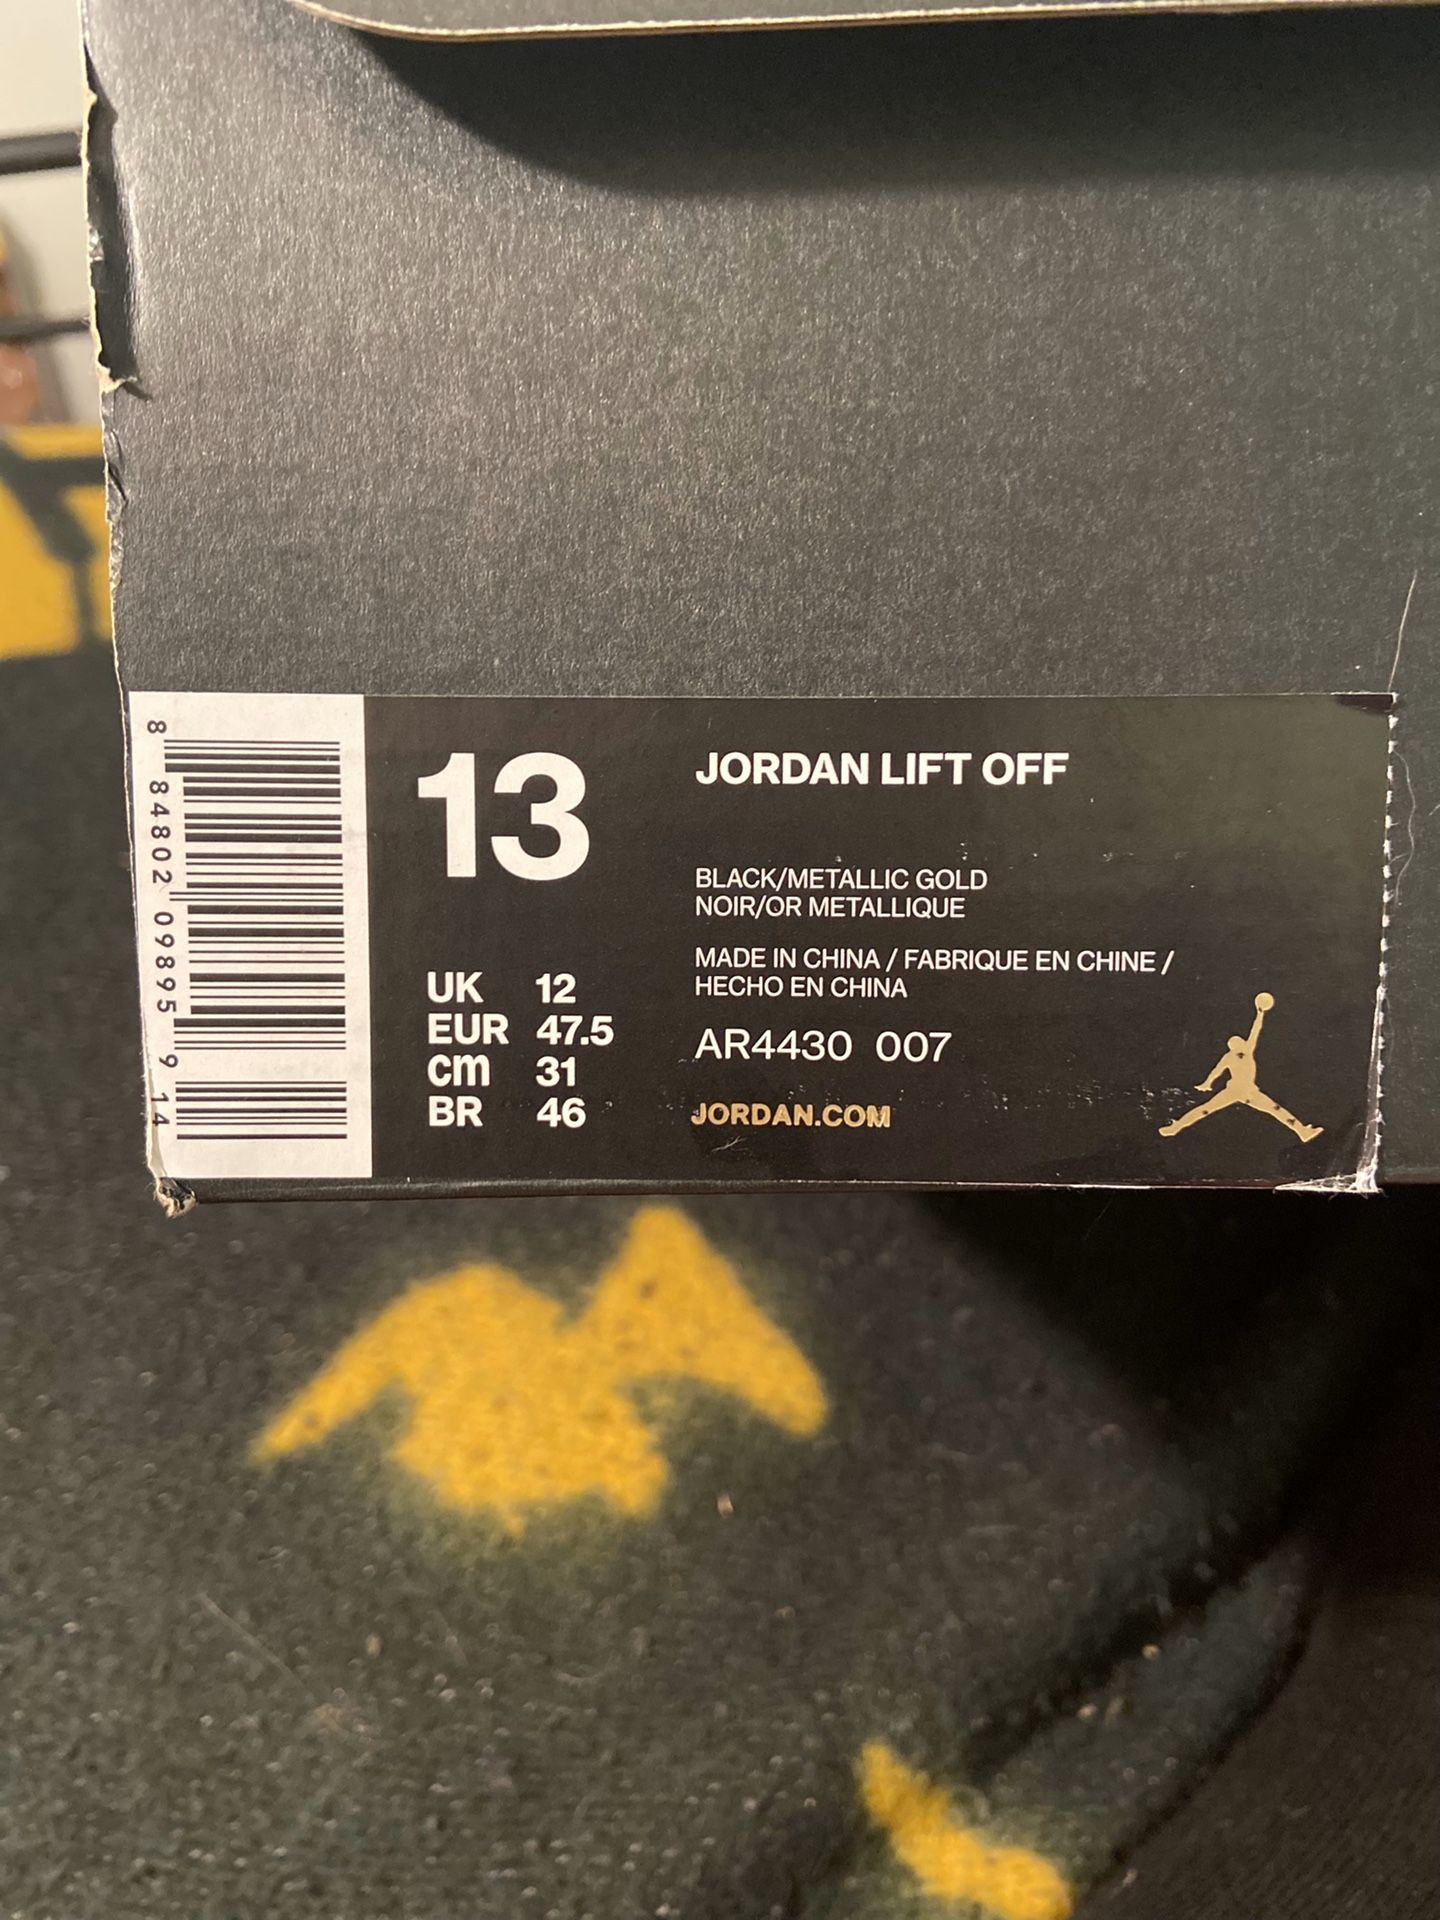 8 84802 09895 9 14
13
JORDAN LIFT OFF
BLACK/METALLIC GOLD
NOIR/OR METALLIQUE
MADE IN CHINA / FABRIQUE EN CHINE /
HECHO EN CHINA
UK 12
EUR 47.5
cm 31
BR 46
AR4430 007
JORDAN.COM